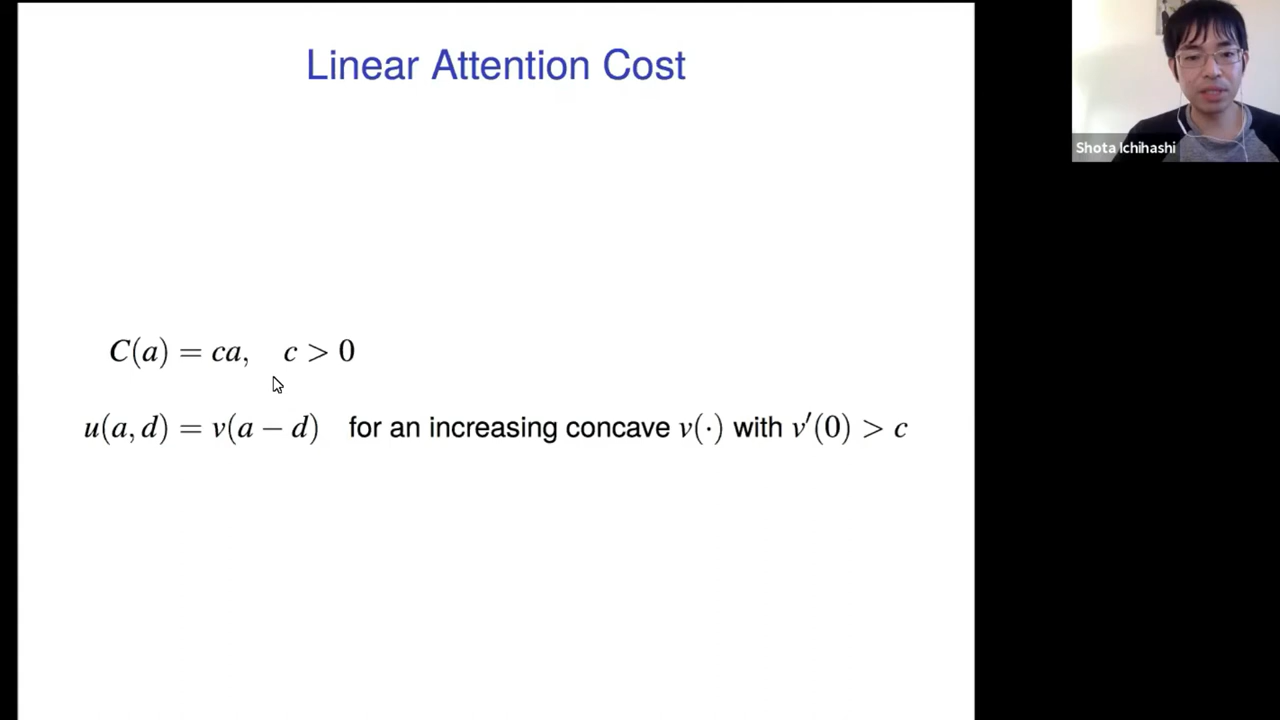 Linear Attention Cost
Shota Ichihashi
C(a) = ca, c > 0
u(a, d) = v(a − d) for an increasing concave v(·) with v′(0) > c